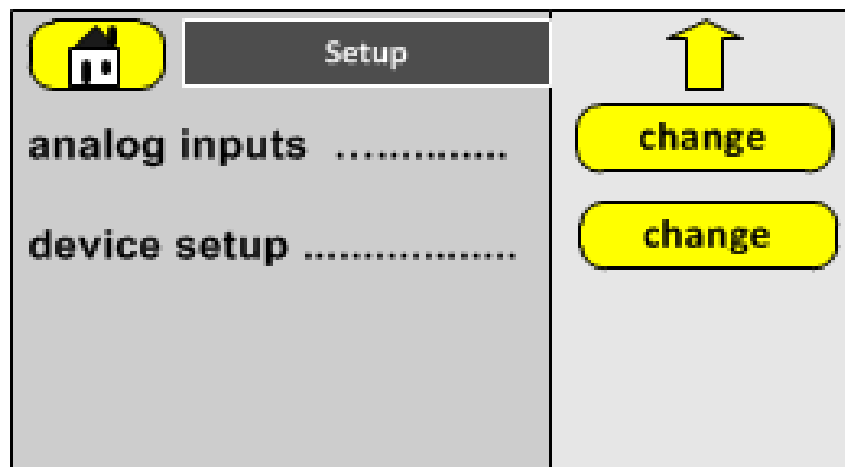 Setup
analog inputs ................ change
device setup .................. change